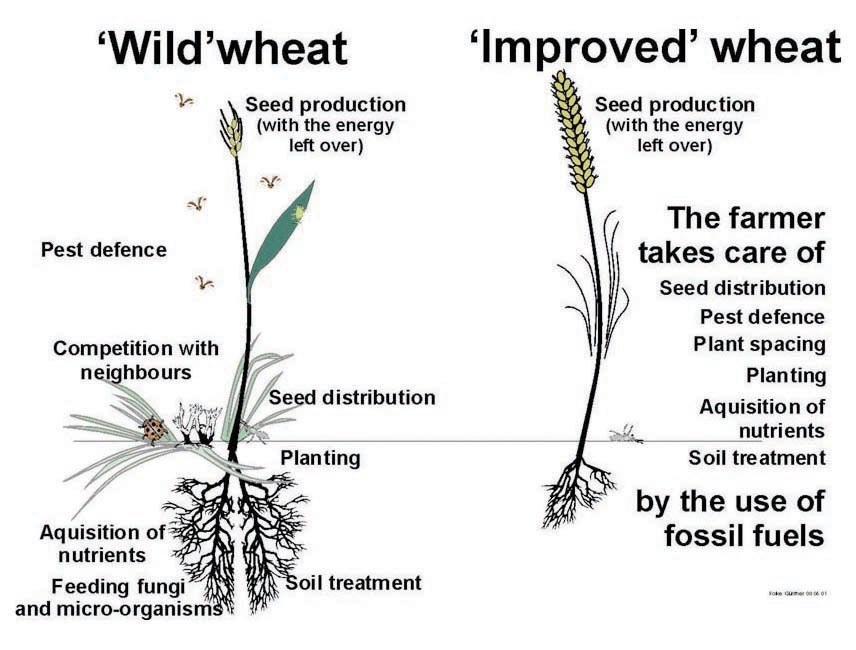 ‘Wild’wheat
Seed production
(with the energy
left over)
Pest defence
Competition with
neighbours
Seed distribution
Planting
Aquisition of
nutrients
Feeding fungi
and micro-organisms
Soil treatment
‘Improved’ wheat
Seed production
(with the energy
left over)
The farmer
takes care of
Seed distribution
Pest defence
Plant spacing
Planting
Aquisition of
nutrients
Soil treatment
by the use of
fossil fuels
Folke Günther